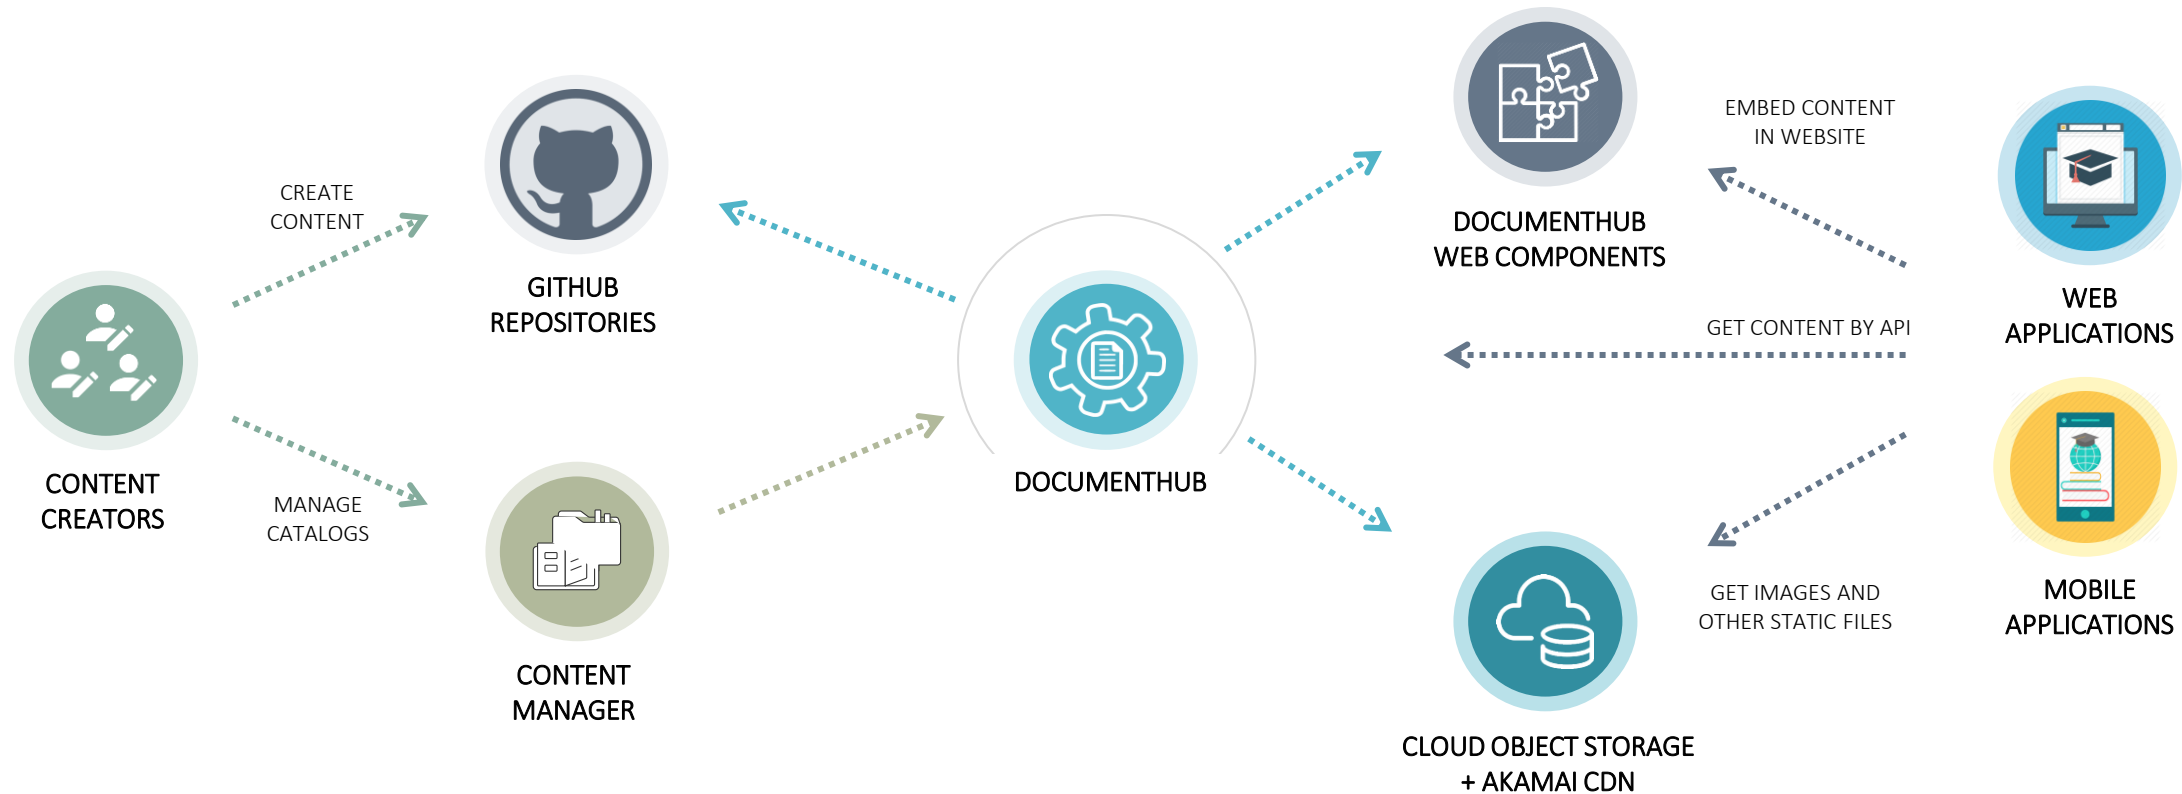 CREATE
CONTENT
GITHUB
REPOSITORIES
CONTENT
CREATORS
MANAGE
CATALOGS
CONTENT
MANAGER
DOCUMENTHUB
DOCUMENTHUB
WEB COMPONENTS
EMBED CONTENT
IN WEBSITE
WEB
APPLICATIONS
GET CONTENT BY API
MOBILE
APPLICATIONS
GET IMAGES AND
OTHER STATIC FILES
CLOUD OBJECT STORAGE
+ AKAMAI CDN